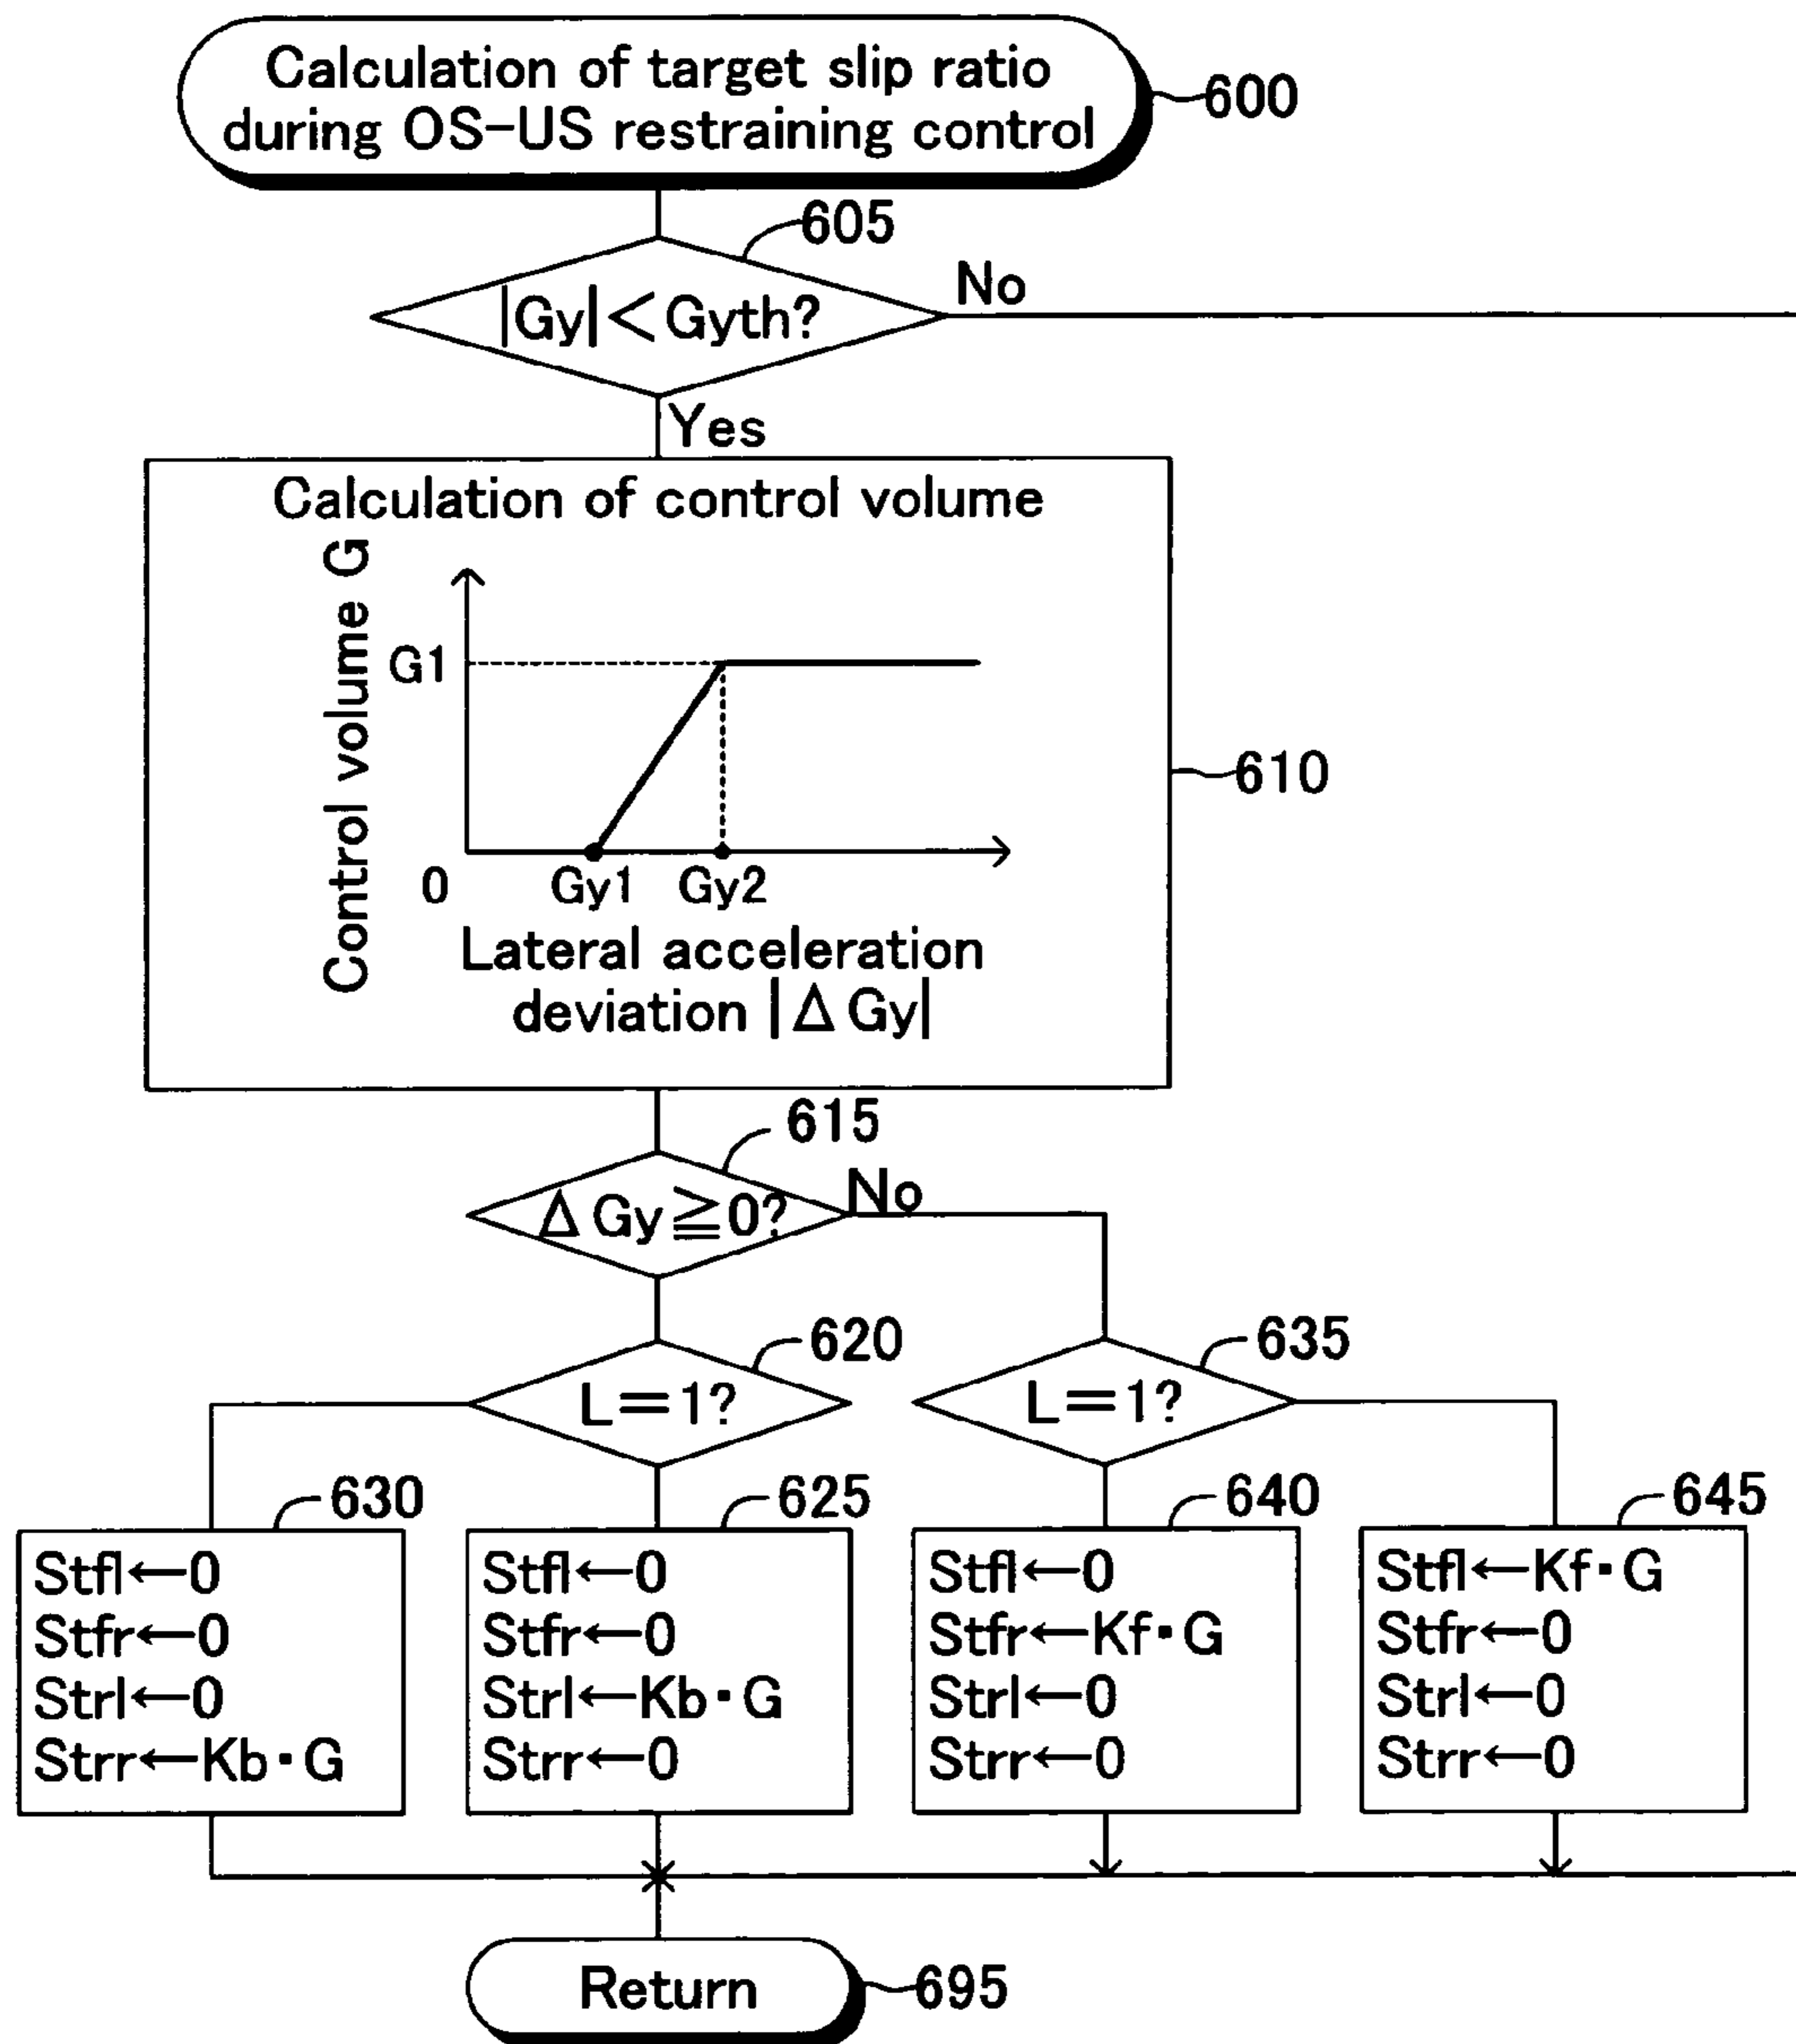 Calculation of target slip ratio
during OS-US restraining control
600
605
|Gy|<Gyth?
No
Yes
Calculation of control volume
Control volume G
G1
0
Gy1
Gy2
Lateral acceleration
deviation |Δ Gy|
610
615
Δ Gy≧0?
No
620
L=1?
635
L=1?
630
Stfl←0
Stfr←0
Strl←0
Strr←Kb·G
625
Stfl←0
Stfr←0
Strl←Kb·G
Strr←0
640
Stfl←0
Stfr←Kf·G
Strl←0
Strr←0
645
Stfl←Kf·G
Stfr←0
Strl←0
Strr←0
Return
695